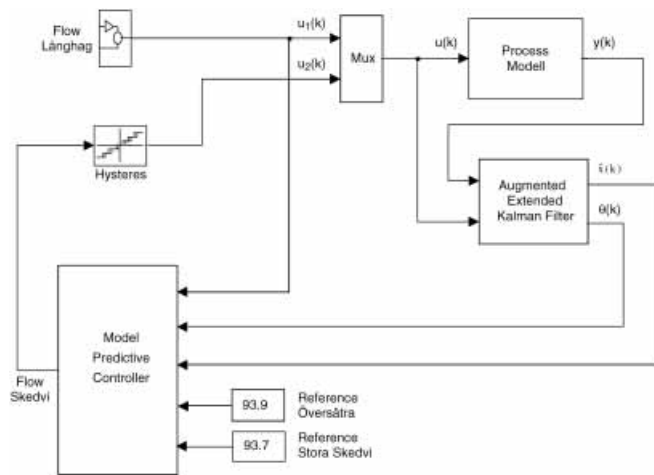 Flow
Långhag
u1(k)
u2(k)
Mux
u(k)
Process
Modell
y(k)
Hysteres
Augmented
Extended
Kalman Filter
x̂(k)
θ(k)
Model
Predictive
Controller
Flow
Skedvi
93.9
Reference
Översätra
93.7
Reference
Stora Skedvi